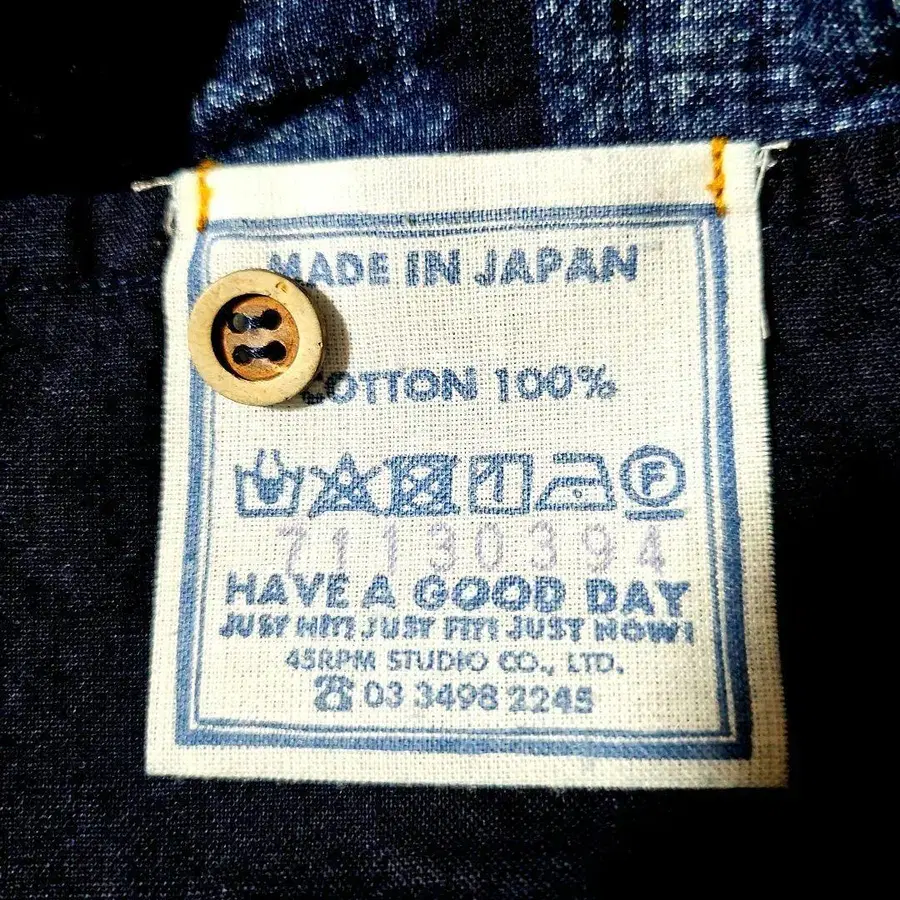 MADE IN JAPAN
COTTON 100%
F
71130394
HAVE A GOOD DAY
JUST HIT! JUST FIT! JUST NOW!
45RPM STUDIO CO., LTD.
☎ 03 3498 2245